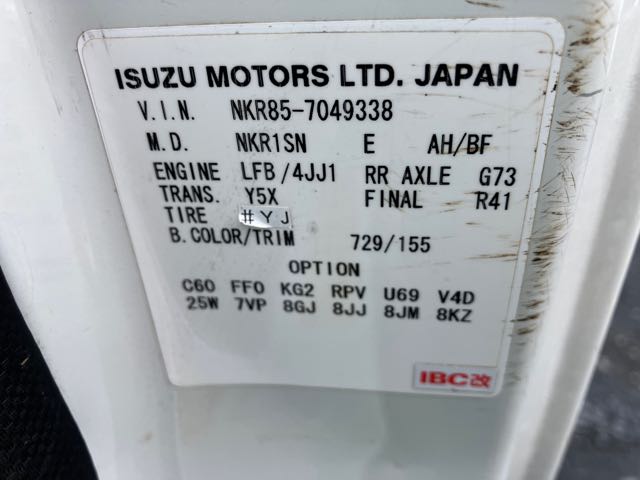 ISUZU MOTORS LTD. JAPAN
V.I.N. NKR85-7049338
M.D. NKR1SN E AH/BF
ENGINE LFB/4JJ1 RR AXLE G73
TRANS. Y5X FINAL R41
TIRE #YJ
B.COLOR/TRIM 729/155
OPTION
C60 FF0 KG2 RPV U69 V4D
25W 7VP 8GJ 8JJ 8JM 8KZ
IBC改